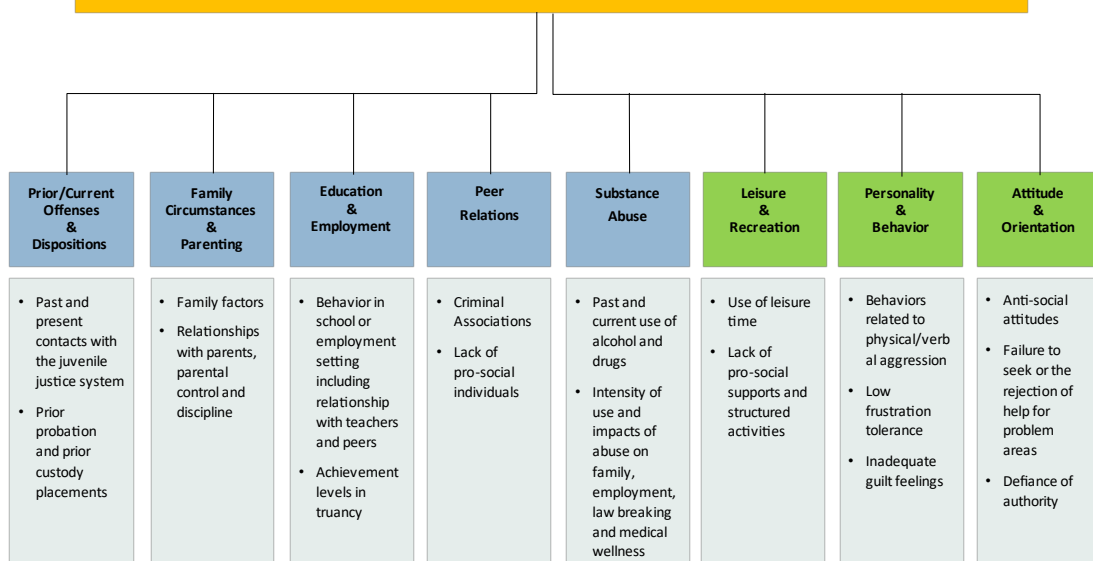 Prior/Current
Offenses
&
Dispositions
Family
Circumstances
&
Parenting
Education
&
Employment
Peer
Relations
Substance
Abuse
Leisure
&
Recreation
Personality
&
Behavior
Attitude
&
Orientation
• Past and
present
contacts with
the juvenile
justice system
• Prior
probation
and prior
custody
placements
• Family factors
• Relationships
with parents,
parental
control and
discipline
• Behavior in
school or
employment
setting
including
relationship
with teachers
and peers
• Achievement
levels in
truancy
• Criminal
Associations
• Lack of
pro-social
individuals
• Past and
current use of
alcohol and
drugs
• Intensity of
use and
impacts of
abuse on
family,
employment,
law breaking
and medical
wellness
• Use of leisure
time
• Lack of
pro-social
supports and
structured
activities
• Behaviors
related to
physical/verb
al aggression
• Low
frustration
tolerance
• Inadequate
guilt feelings
• Anti-social
attitudes
• Failure to
seek or the
rejection of
help for
problem
areas
• Defiance of
authority